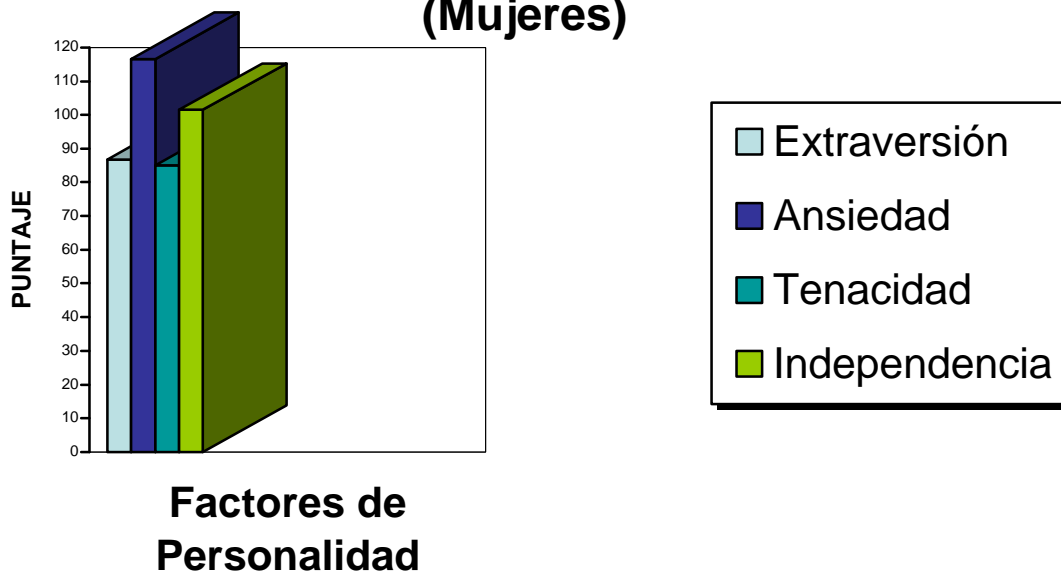 (Mujeres)
120
110
100
90
80
70
60
50
40
30
20
10
0
PUNTAJE
Factores de
Personalidad
Extraversión
Ansiedad
Tenacidad
Independencia